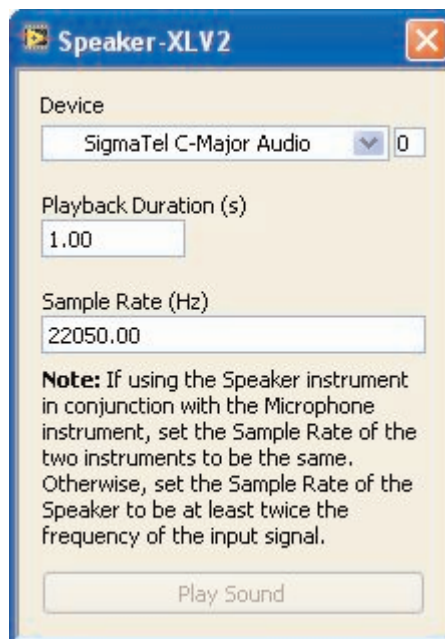 Speaker-XLV2
Device
SigmaTel C-Major Audio 0
Playback Duration (s)
1.00
Sample Rate (Hz)
22050.00
Note: If using the Speaker instrument
in conjunction with the Microphone
instrument, set the Sample Rate of the
two instruments to be the same.
Otherwise, set the Sample Rate of the
Speaker to be at least twice the
frequency of the input signal.
Play Sound